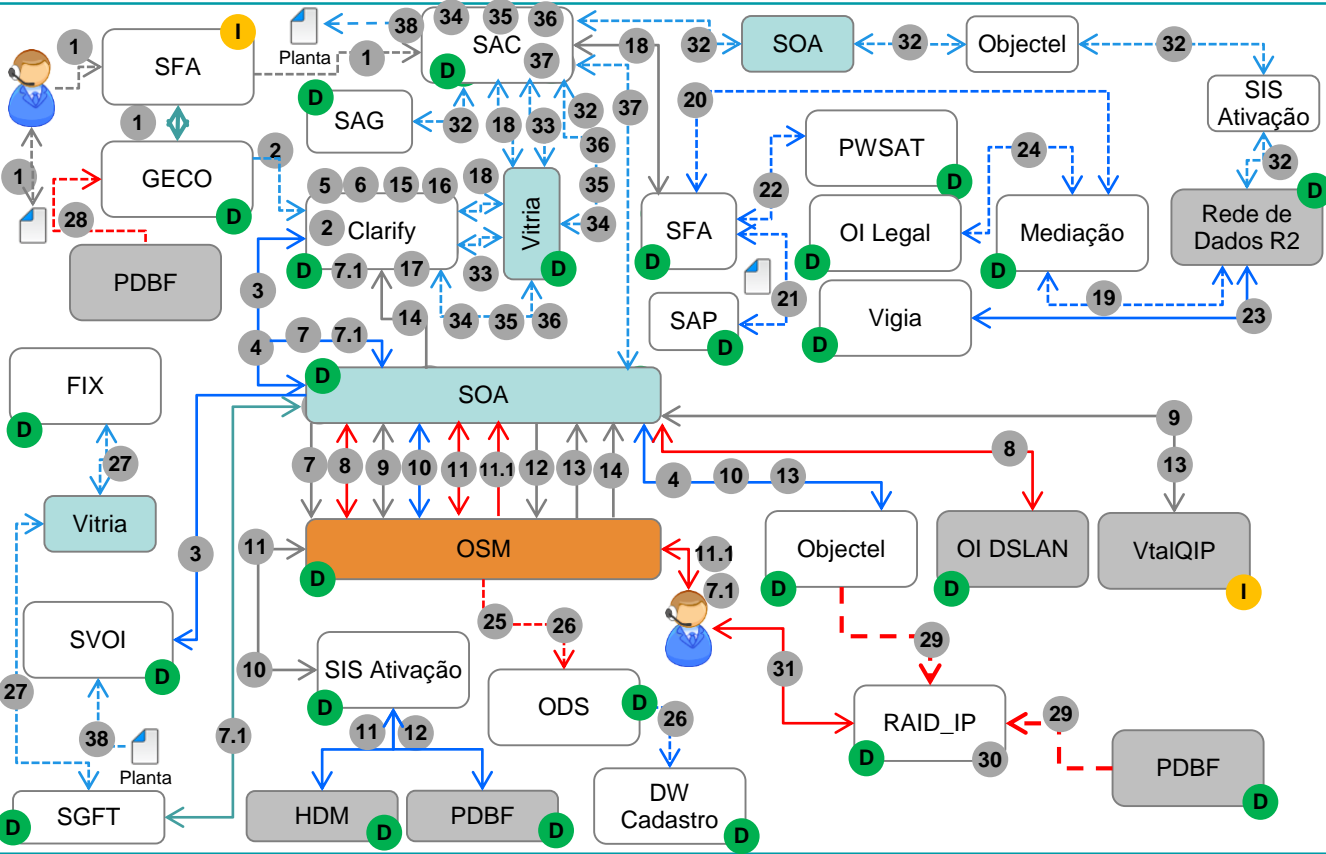 38
34
35
36
SAC
37
D
1
SFA
I
Planta
1
18
32
SOA
32
Objectel
32
D
SAG
32
18
33
32
37
20
SIS
Ativação
1
GECO
D
2
36
35
34
PWSAT
D
24
32
D
1
28
5
6
15
16
18
2
Clarify
D
7.1
17
33
Vitria
D
22
SFA
D
OI Legal
D
Mediação
D
Rede de
Dados R2
PDBF
3
14
34
35
36
21
SAP
D
Vigia
D
19
23
4
7
7.1
FIX
D
D
SOA
9
27
7
8
9
10
11
11.1
12
13
14
4
10
13
8
13
Vitria
3
11
OSM
D
11.1
7.1
Objectel
D
OI DSLAN
D
VtalQIP
I
SVOI
D
25
26
29
27
10
SIS Ativação
D
31
38
7.1
11
12
ODS
D
26
RAID_IP
D
30
29
Planta
PDBF
D
SGFT
D
HDM
D
PDBF
D
DW
Cadastro
D